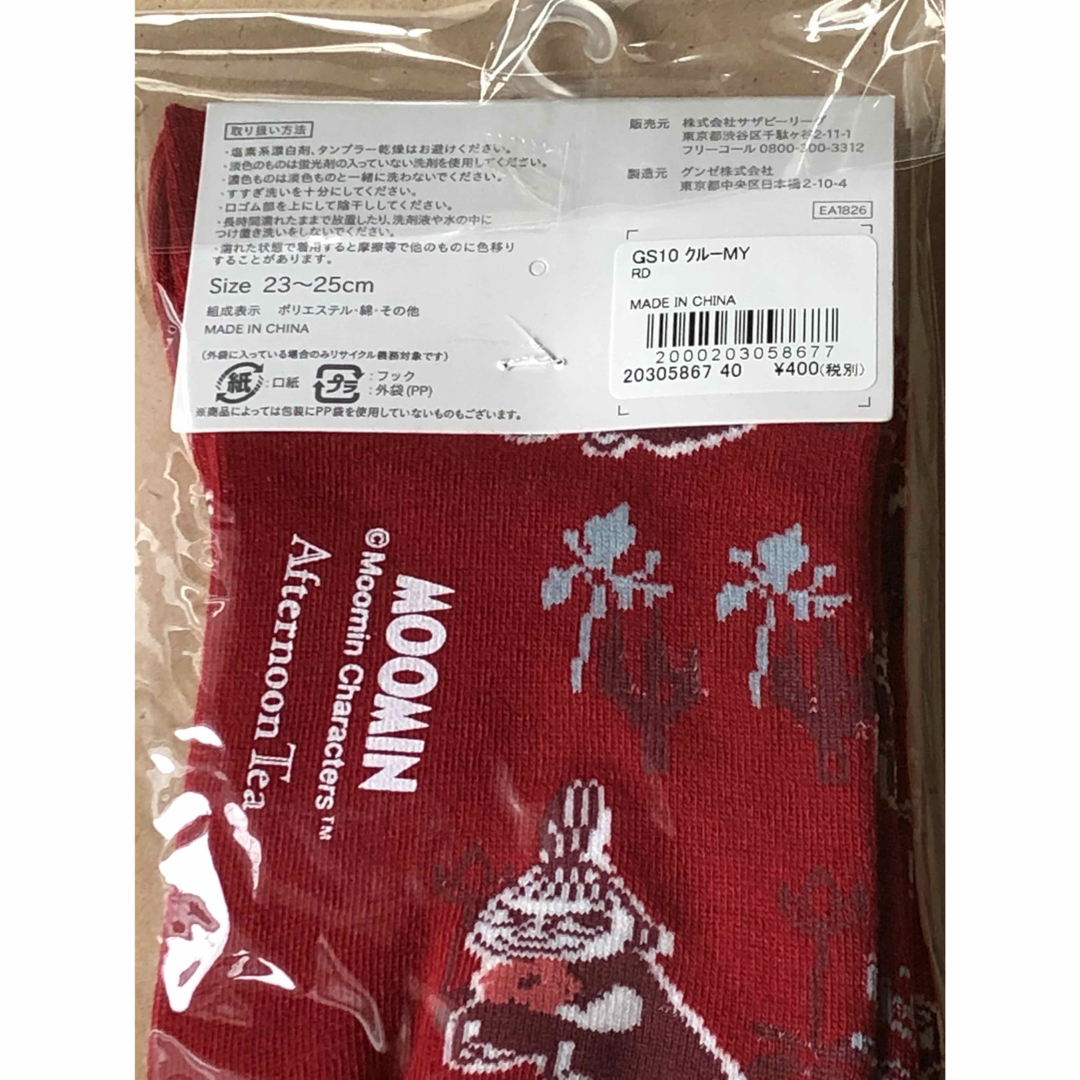 取り扱い方法
・塩素系漂白剤、タンブラー乾燥はお避けください。
・淡色のものは蛍光剤の入っていない洗剤を使用してください。
・濃色ものは淡色ものと一緒に洗わないでください。
・すすぎ洗いを十分にしてください。
・口ゴム部を上にして陰干ししてください。
・長時間濡れたままで放置したり、洗剤液や水の中に
つけ置き洗いをしないでください。
・濡れた状態で着用すると摩擦等で他のものに色移り
することがあります。
Size 23～25cm
組成表示 ポリエステル・綿・その他
MADE IN CHINA
(外袋に入っている場合のみリサイクル義務対象です)
紙 :口紙
プラ :フック
:外袋(PP)
※商品によっては包装にPP袋を使用していないものもございます。
販売元 株式会社サザビーリーグ
東京都渋谷区千駄ヶ谷2-11-1
フリーコール 0800-300-3312
製造元 グンゼ株式会社
東京都中央区日本橋2-10-4
EA1826
GS10 クルーMY
RD
MADE IN CHINA
2000203058677
20305867 40 ¥400(税別)
MOOMIN
©Moomin Characters™
Afternoon Tea